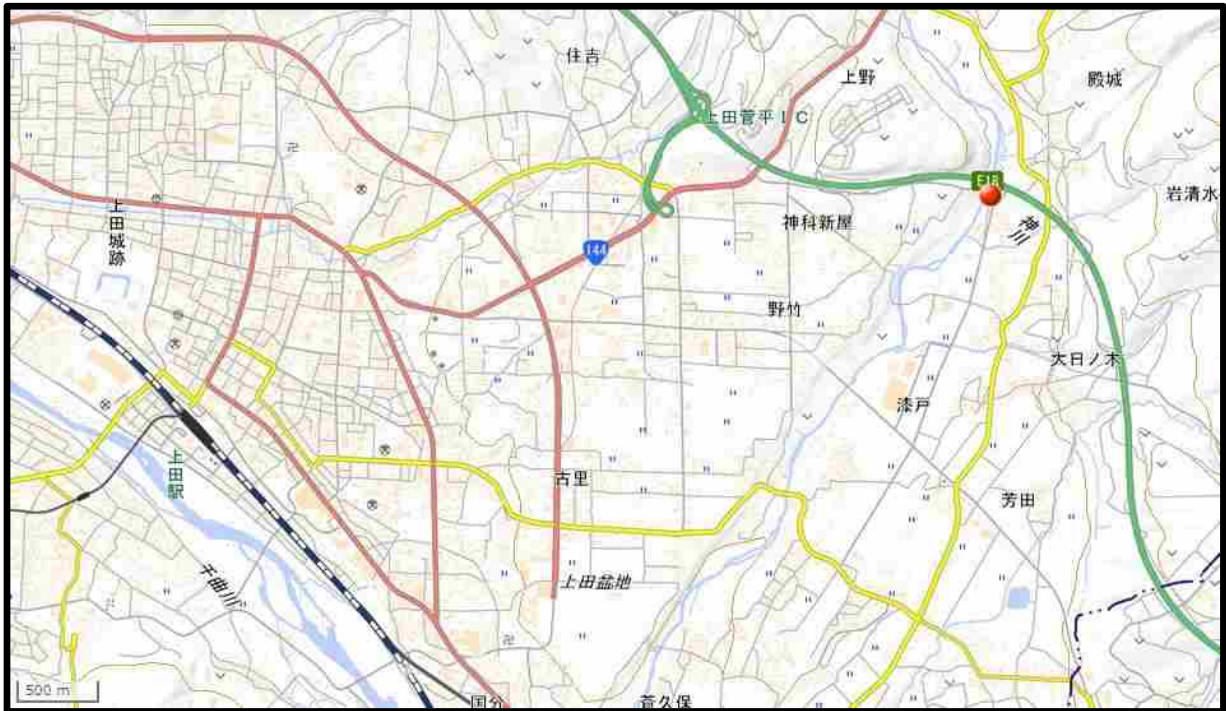 住吉
上野
殿城
上田菅平IC
E18
岩清水
上田城跡
神科新屋
神川
144
野竹
大日ノ木
漆戸
上田駅
古里
芳田
千曲川
上田盆地
500 m
国分
蒼久保